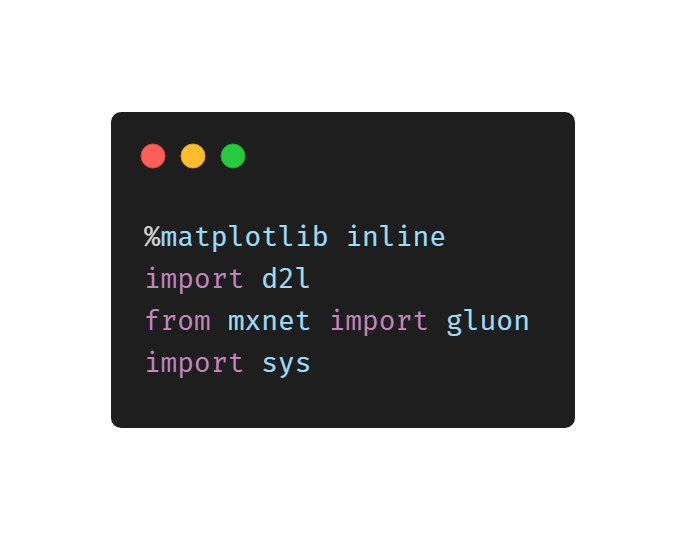 %matplotlib inline
import d2l
from mxnet import gluon
import sys